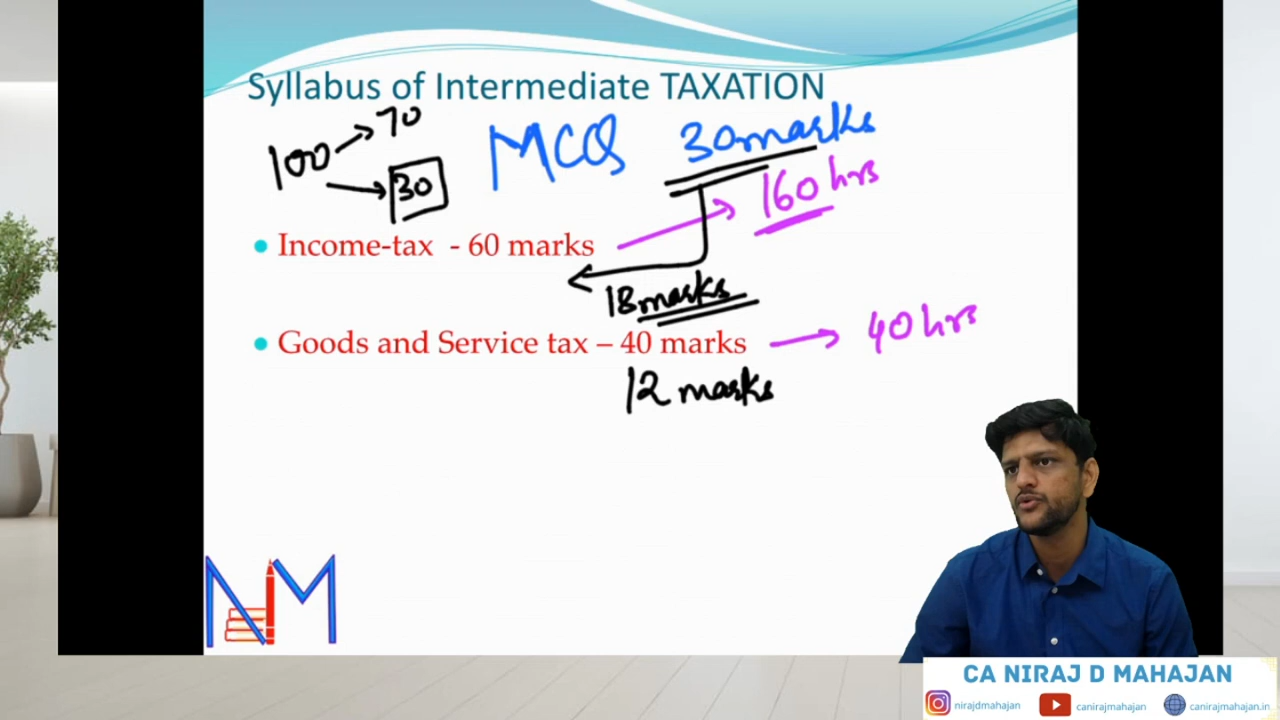 Syllabus of Intermediate TAXATION
100 70
30
MCQ 30 marks
160 hrs
• Income-tax - 60 marks
18 marks
• Goods and Service tax – 40 marks
40 hrs
12 marks
NM
CA NIRAJ D MAHAJAN
nirajdmahajan canirajmahajan canirajmahajan.in